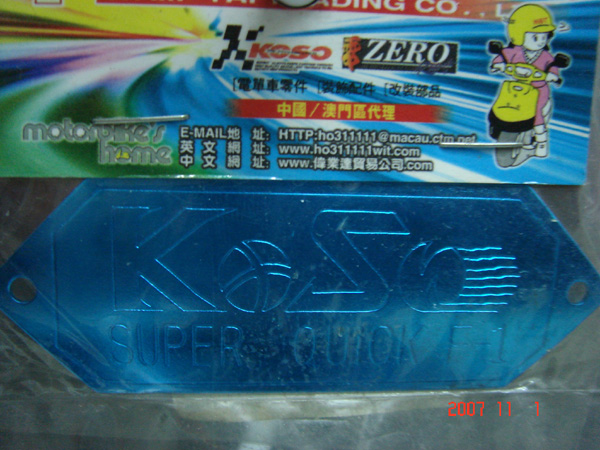 TRADING CO., L
KOSO ZERO
[電單車零件 [裝飾配件 [改裝部品
中國/澳門區代理
motorbike's
home
E-MAIL地 址: HTTP:ho311111@macau.ctm.net
英 文 網 址: www.ho311111wit.com
中 文 網 址: www.偉業達貿易公司.com
KoSo
SUPER QUICK F-1
2007 11 1